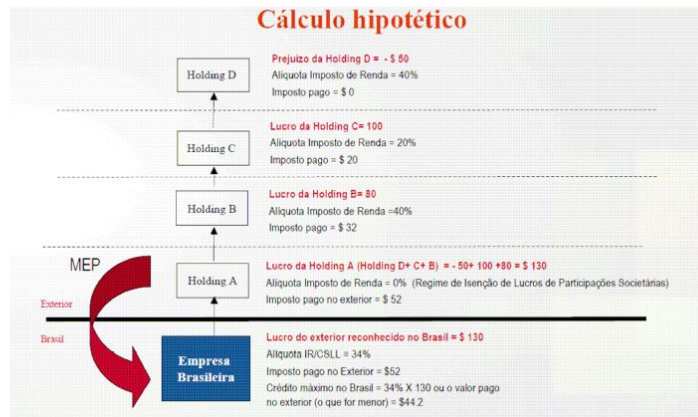 Cálculo hipotético
Prejuizo da Holding D = - $ 50
Holding D
Alíquota Imposto de Renda = 40%
Imposto pago = $ 0
Lucro da Holding C= 100
Holding C
Alíquota Imposto de Renda = 20%
Imposto pago = $ 20
Lucro da Holding B= 80
Holding B
Alíquota Imposto de Renda =40%
Imposto pago = $ 32
MEP
Lucro da Holding A (Holding D+ C+ B) = - 50+ 100 +80 = $ 130
Holding A
Alíquota Imposto de Renda = 0% (Regime de Isenção de Lucros de Participações Societárias)
Imposto pago no exterior = $ 52
Exterior
Brasil
Lucro do exterior reconhecido no Brasil = $ 130
Alíquota IR/CSLL = 34%
Empresa
Brasileira
Imposto pago no Exterior = $52
Crédito máximo no Brasil = 34% X 130 ou o valor pago
no exterior (o que for menor) = $44.2